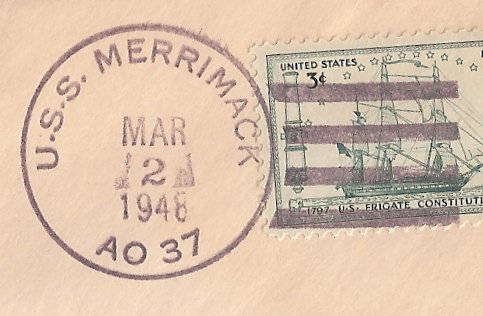 U.S.S. MERRIMACK
MAR
2
1948
AO 37
UNITED STATES
3¢
1797 U.S. FRIGATE CONSTITUTI